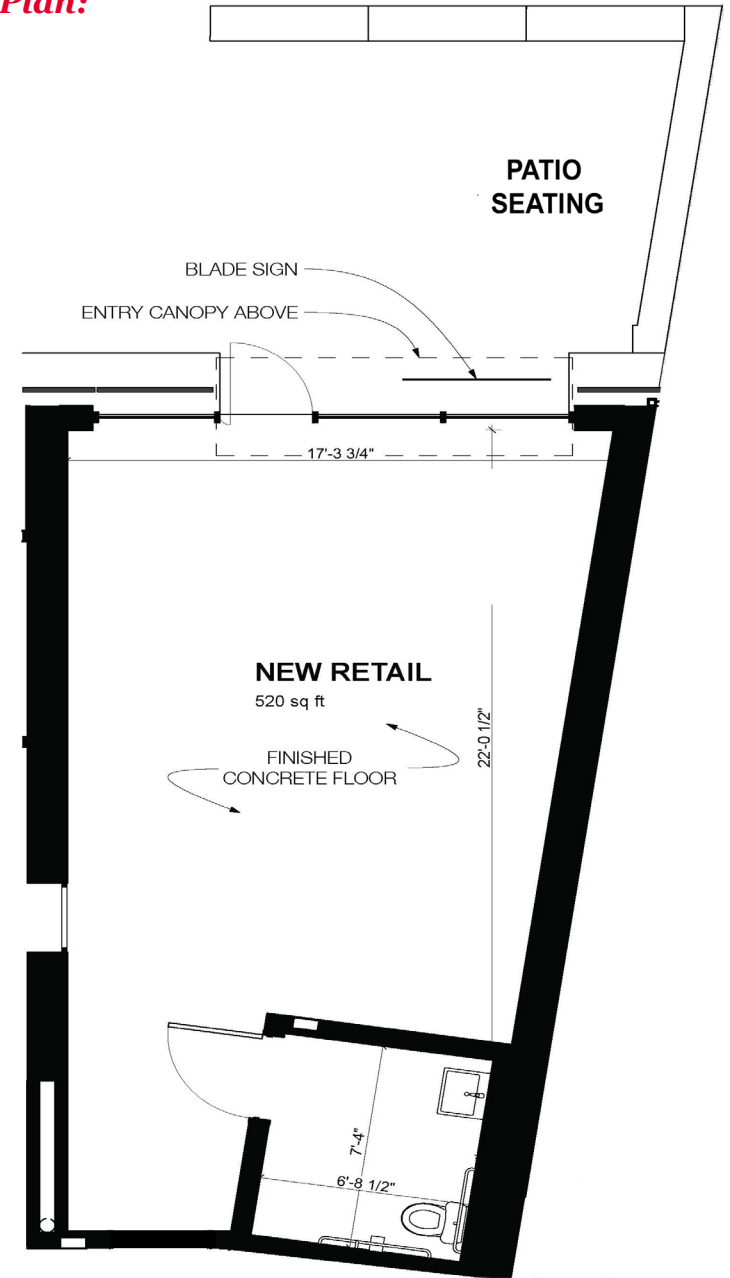 Plan:
PATIO
SEATING
BLADE SIGN
ENTRY CANOPY ABOVE
17'-3 3/4"
NEW RETAIL
520 sq ft
22'-0 1/2"
FINISHED
CONCRETE FLOOR
7'-4"
6'-8 1/2"